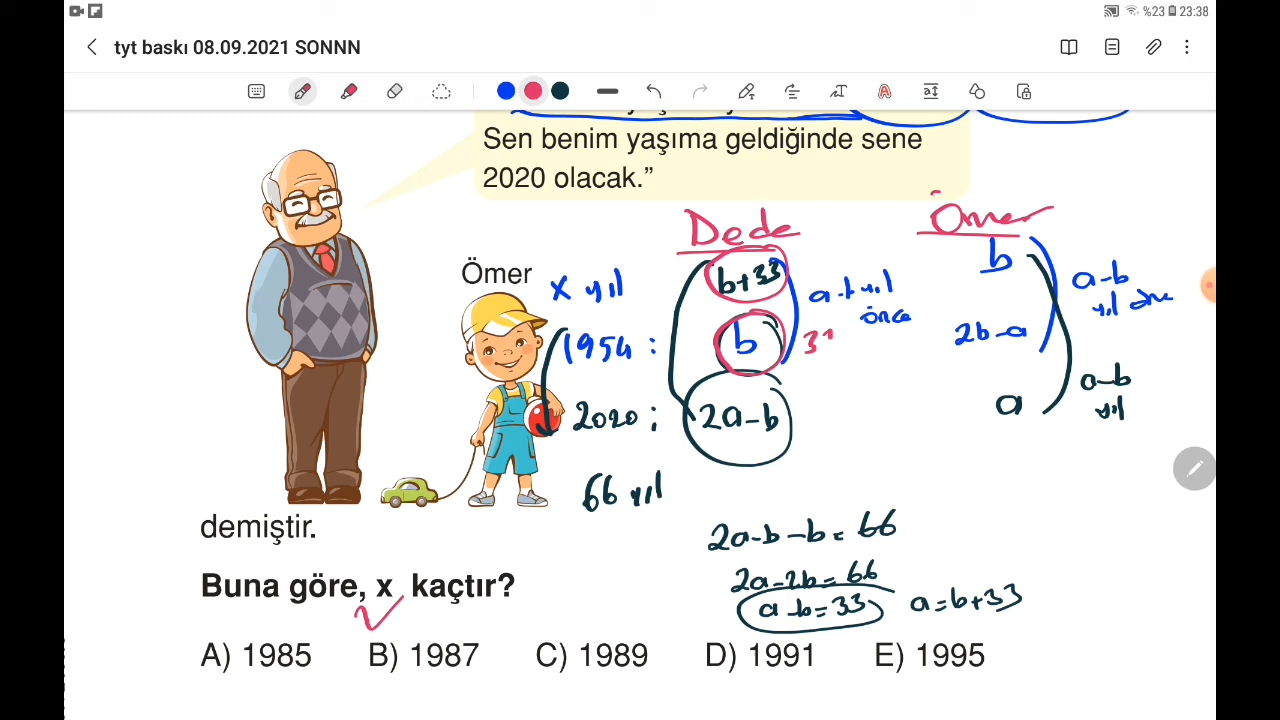 %23 23:38
tyt baskı 08.09.2021 SONNN
Sen benim yaşıma geldiğinde sene
2020 olacak.”
Dede Ömer
Ömer
x yıl b+33 a-b yıl önce b a-b yıl önce
1954 : b 2b-a
2020 ; 2a-b a a-b yıl
66 yıl
demiştir.
2a-b-b=66
2a-2b=66
a-b=33 a=b+33
Buna göre, x kaçtır?
A) 1985 B) 1987 C) 1989 D) 1991 E) 1995